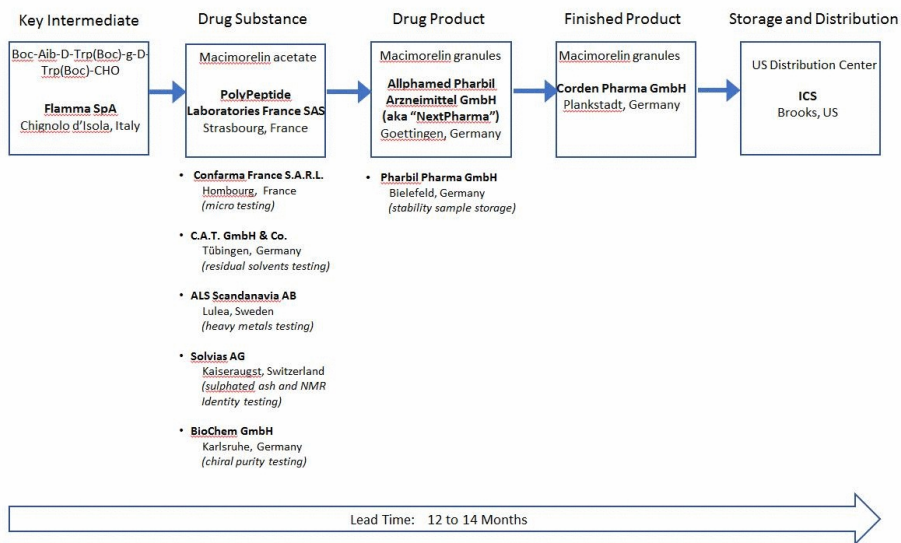 Key Intermediate
Boc-Aib-D-Trp(Boc)-g-D-
Trp(Boc)-CHO
Flamma SpA
Chignolo d’Isola, Italy
Drug Substance
Macimorelin acetate
PolyPeptide
Laboratories France SAS
Strasbourg, France
• Confarma France S.A.R.L.
Hombourg, France
(micro testing)
• C.A.T. GmbH & Co.
Tübingen, Germany
(residual solvents testing)
• ALS Scandanavia AB
Lulea, Sweden
(heavy metals testing)
• Solvias AG
Kaiseraugst, Switzerland
(sulphated ash and NMR
Identity testing)
• BioChem GmbH
Karlsruhe, Germany
(chiral purity testing)
Drug Product
Macimorelin granules
Allphamed Pharbil
Arzneimittel GmbH
(aka “NextPharma”)
Goettingen, Germany
• Pharbil Pharma GmbH
Bielefeld, Germany
(stability sample storage)
Finished Product
Macimorelin granules
Corden Pharma GmbH
Plankstadt, Germany
Storage and Distribution
US Distribution Center
ICS
Brooks, US
Lead Time: 12 to 14 Months